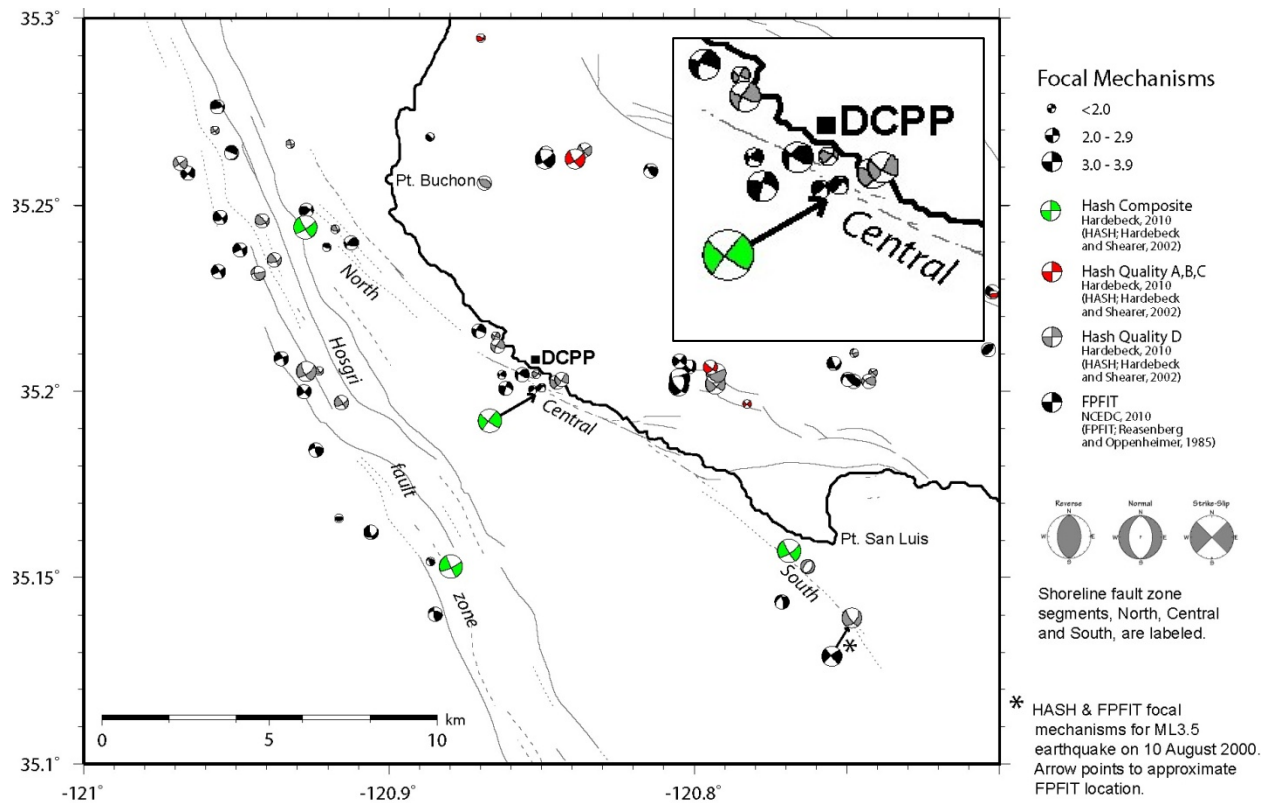 35.3
35.25
35.2
35.15
35.1
-121˚
-120.9˚
-120.8˚
Pt. Buchon
North
Hosgri
fault
zone
DCPP
Central
South
Pt. San Luis
*
0
5
10
km
DCPP
Central
Focal Mechanisms
<2.0
2.0 - 2.9
3.0 - 3.9
Hash Composite
Hardebeck, 2010
(HASH; Hardebeck
and Shearer, 2002)
Hash Quality A,B,C
Hardebeck, 2010
(HASH; Hardebeck
and Shearer, 2002)
Hash Quality D
Hardebeck, 2010
(HASH; Hardebeck
and Shearer, 2002)
FPFIT
NCEDC, 2010
(FPFIT; Reasenberg
and Oppenheimer, 1985)
Reverse
N
W
E
S
Normal
N
W
E
S
Strike-Slip
N
W
E
S
Shoreline fault zone
segments, North, Central
and South, are labeled.
* HASH & FPFIT focal
mechanisms for ML3.5
earthquake on 10 August 2000.
Arrow points to approximate
FPFIT location.